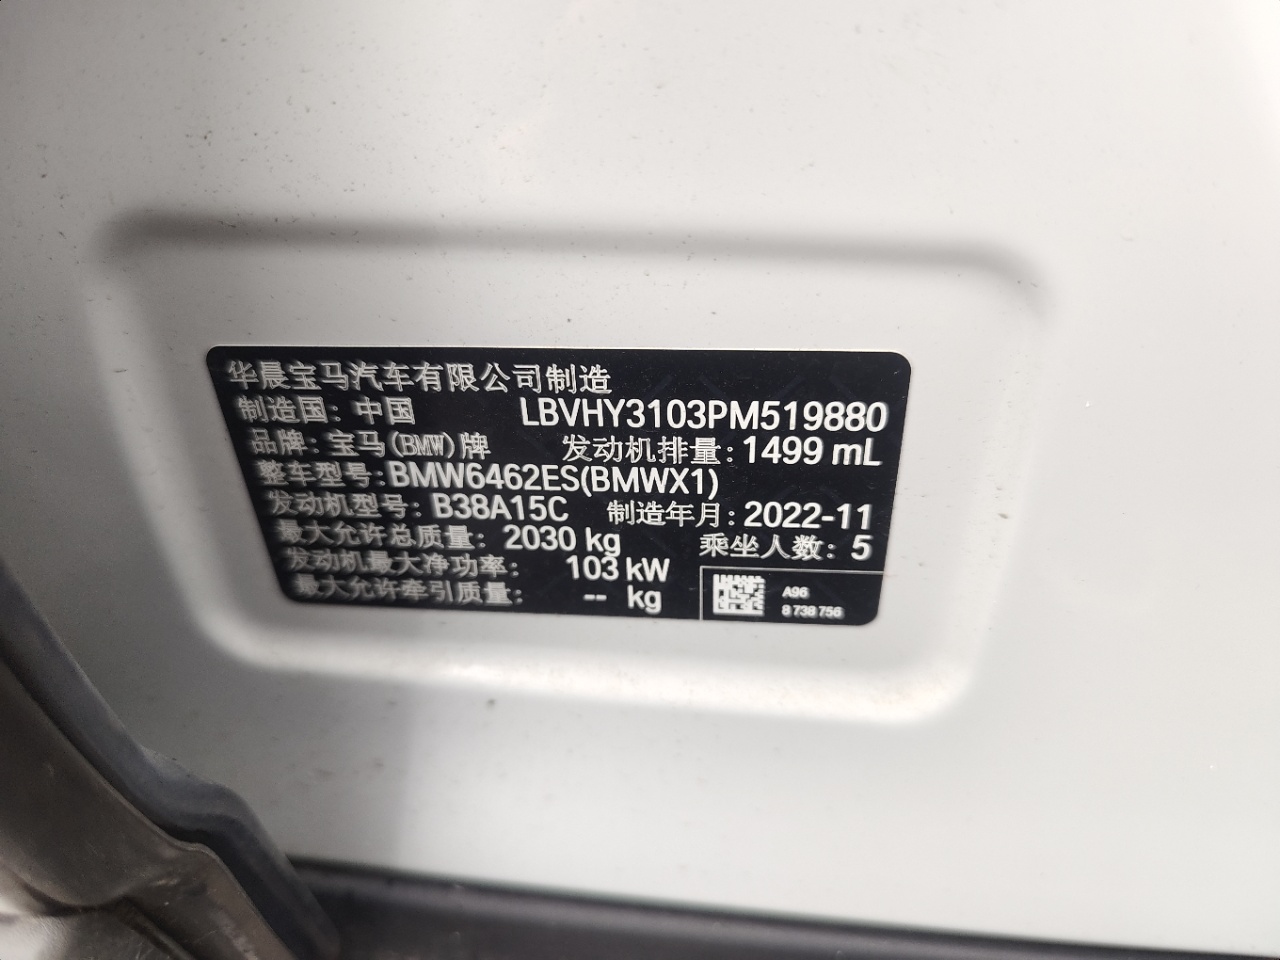 华晨宝马汽车有限公司制造
制造国：中国 LBVHY3103PM519880
品牌：宝马(BMW)牌 发动机排量：1499 mL
整车型号：BMW6462ES(BMWX1)
发动机型号：B38A15C 制造年月：2022-11
最大允许总质量：2030 kg 乘坐人数：5
发动机最大净功率：103 kW
最大允许牵引质量：-- kg
A96
8 738 756